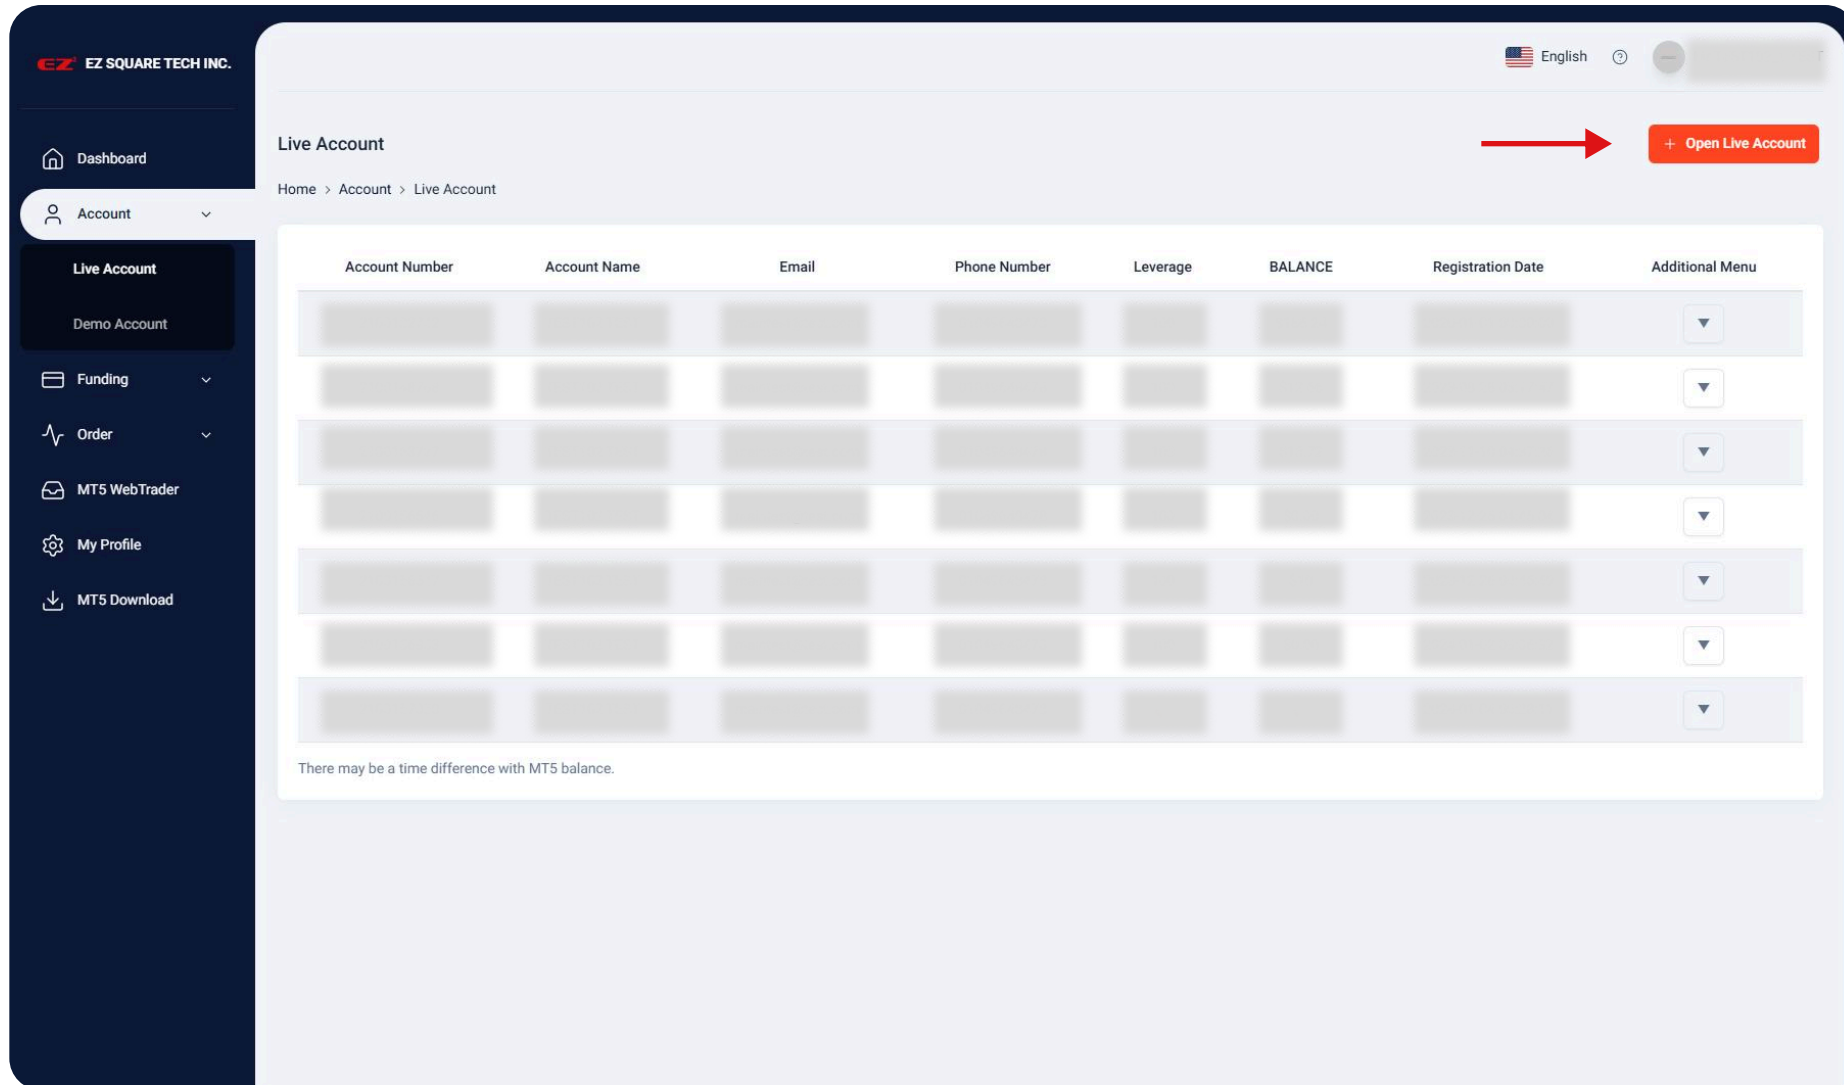 EZ EZ SQUARE TECH INC.
English
Dashboard
Account
Live Account
Demo Account
Funding
Order
MT5 WebTrader
My Profile
MT5 Download
Live Account
+ Open Live Account
Home > Account > Live Account
Account Number Account Name Email Phone Number Leverage BALANCE Registration Date Additional Menu
There may be a time difference with MT5 balance.